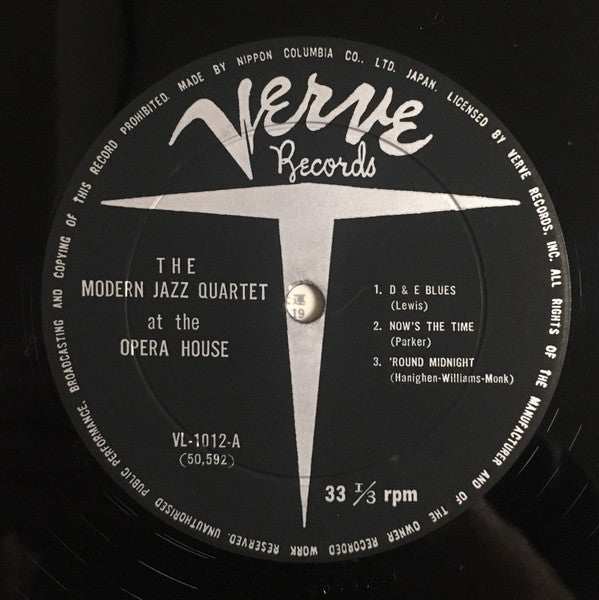 MADE BY NIPPON COLUMBIA CO., LTD. JAPAN. LICENSED BY VERVE RECORDS, INC. ALL RIGHTS OF THE MANUFACTURER AND OF THE OWNER RECORDED WORK RESERVED. UNAUTHORISED PUBLIC PERFORMANCE, BROADCASTING AND COPYING OF THIS RECORD PROHIBITED.
Verve
Records
THE
MODERN JAZZ QUARTET
at the
OPERA HOUSE
VL-1012-A
(50,592)
運
19
1. D & E BLUES
(Lewis)
2. NOW'S THE TIME
(Parker)
3. 'ROUND MIDNIGHT
(Hanighen-Williams-Monk)
33 1/3 rpm